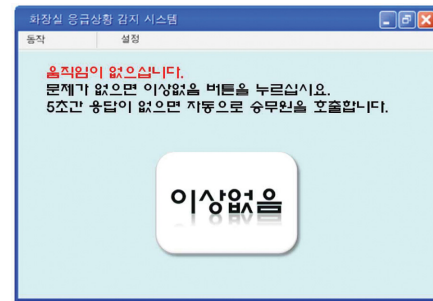 화장실 응급상황 감지 시스템
동작 설정
움직임이 없으십니다.
문제가 없으면 이상없음 버튼을 누르십시요.
5초간 응답이 없으면 자동으로 승무원을 호출합니다.
이상없음